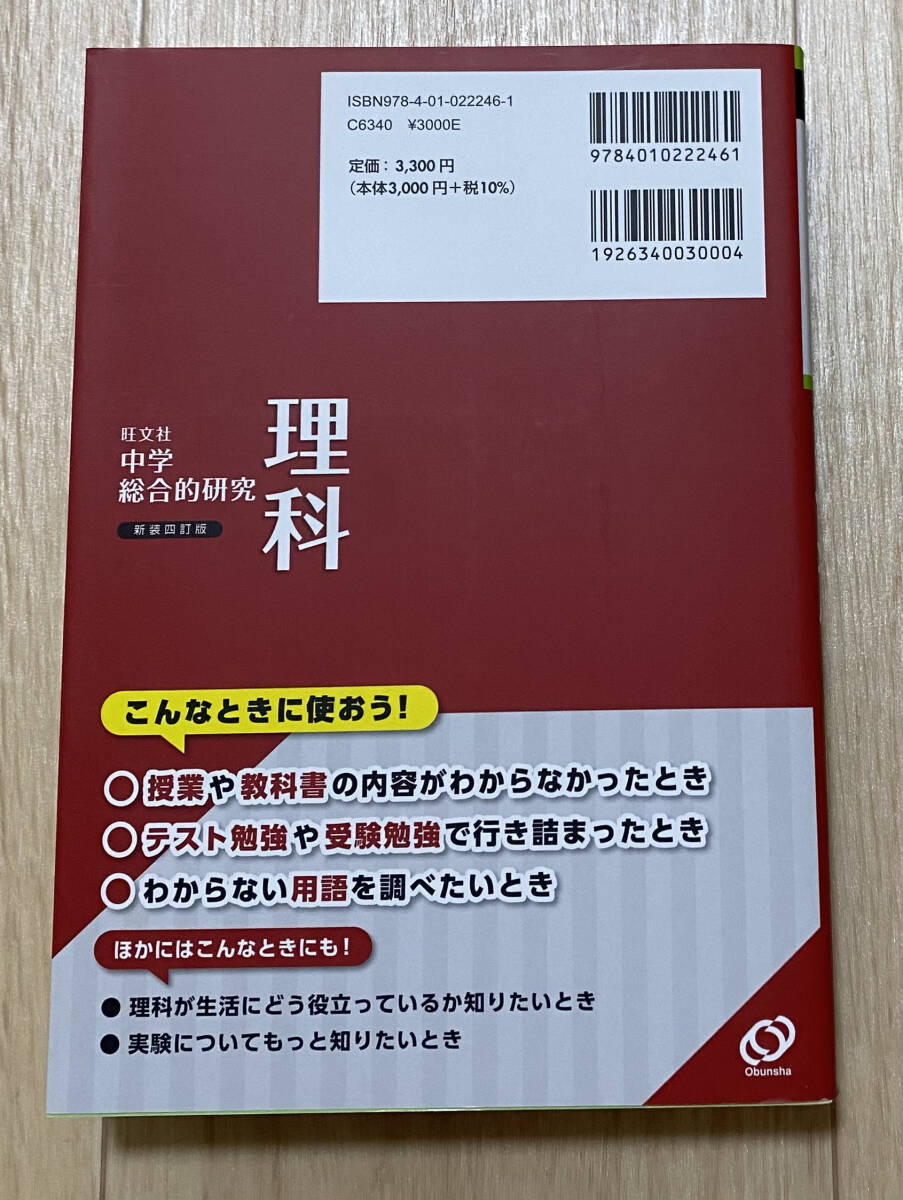 ISBN978-4-01-022246-1
C6340 ¥3000E
定価：3,300円
（本体3,000円＋税10%）
9784010222461
1926340030004
旺文社
中学
総合的研究
理科
新装四訂版
こんなときに使おう！
○授業や教科書の内容がわからなかったとき
○テスト勉強や受験勉強で行き詰まったとき
○わからない用語を調べたいとき
ほかにはこんなときにも！
●理科が生活にどう役立っているか知りたいとき
●実験についてもっと知りたいとき
Obunsha